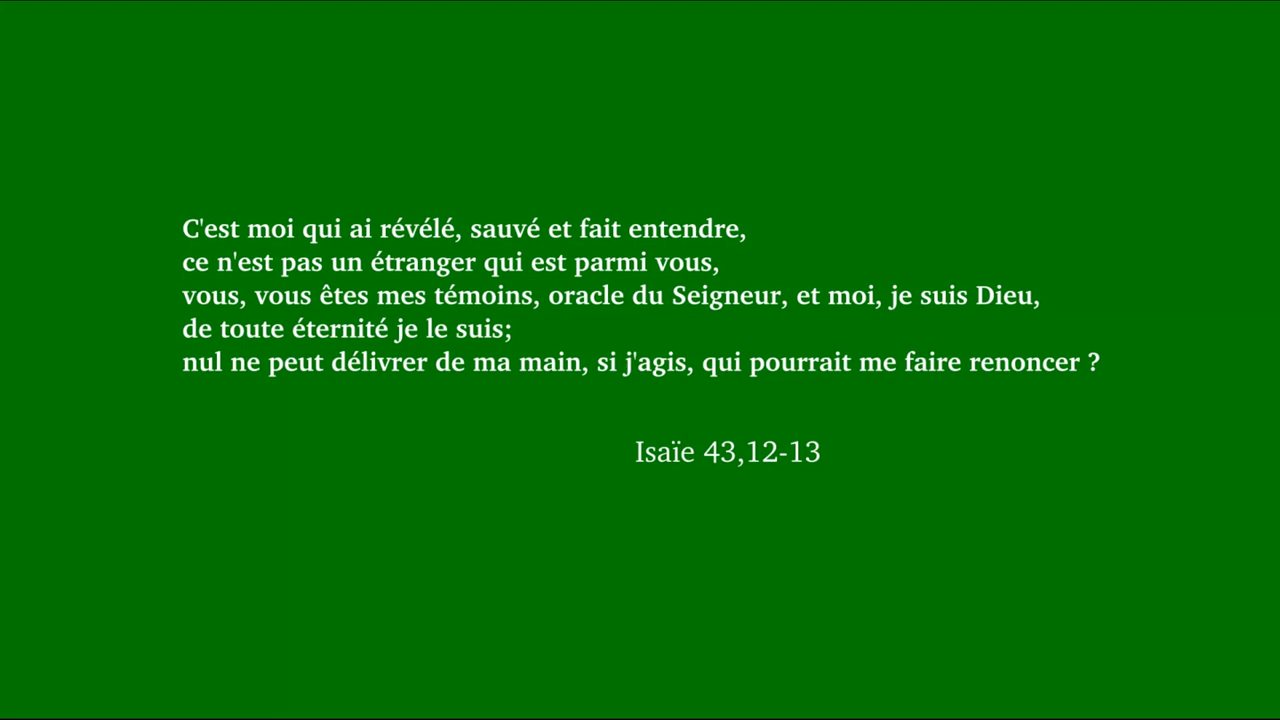 C'est moi qui ai révélé, sauvé et fait entendre,
ce n'est pas un étranger qui est parmi vous,
vous, vous êtes mes témoins, oracle du Seigneur, et moi, je suis Dieu,
de toute éternité je le suis;
nul ne peut délivrer de ma main, si j'agis, qui pourrait me faire renoncer ?
Isaïe 43,12-13